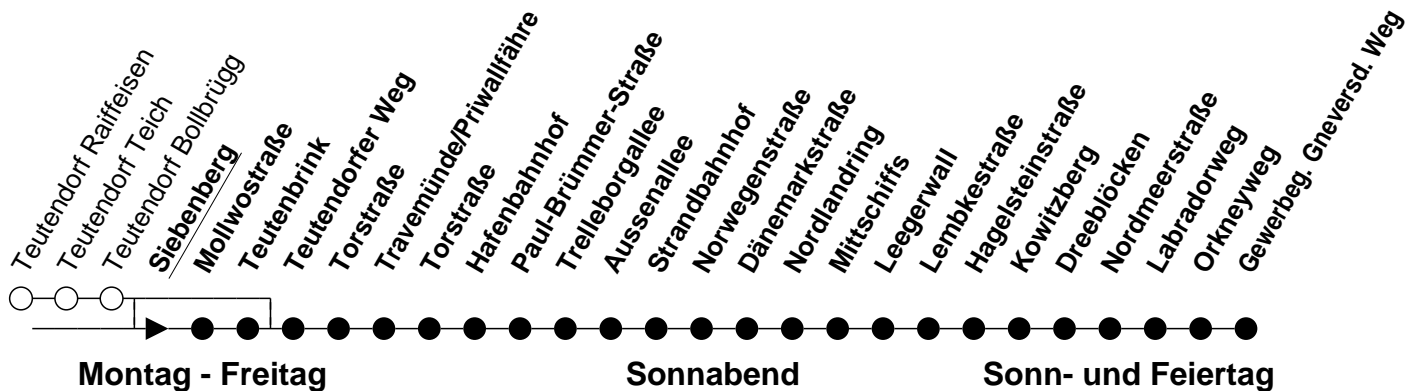 Teutendorf Raiffeisen
Teutendorf Teich
Teutendorf Bollbrügg
Siebenberg
Mollwostraße
Teutenbrink
Teutendorfer Weg
Torstraße
Travemünde/Priwallfähre
Torstraße
Hafenbahnhof
Paul-Brümmer-Straße
Trelleborgallee
Aussenallee
Strandbahnhof
Norwegenstraße
Dänemarkstraße
Nordlandring
Mittschiffs
Leegerwall
Lembkestraße
Hagelsteinstraße
Kowitzberg
Dreeblöcken
Nordmeerstraße
Labradorweg
Orkneyweg
Gewerbeg. Gneversd. Weg
Montag - Freitag Sonnabend Sonn- und Feiertag